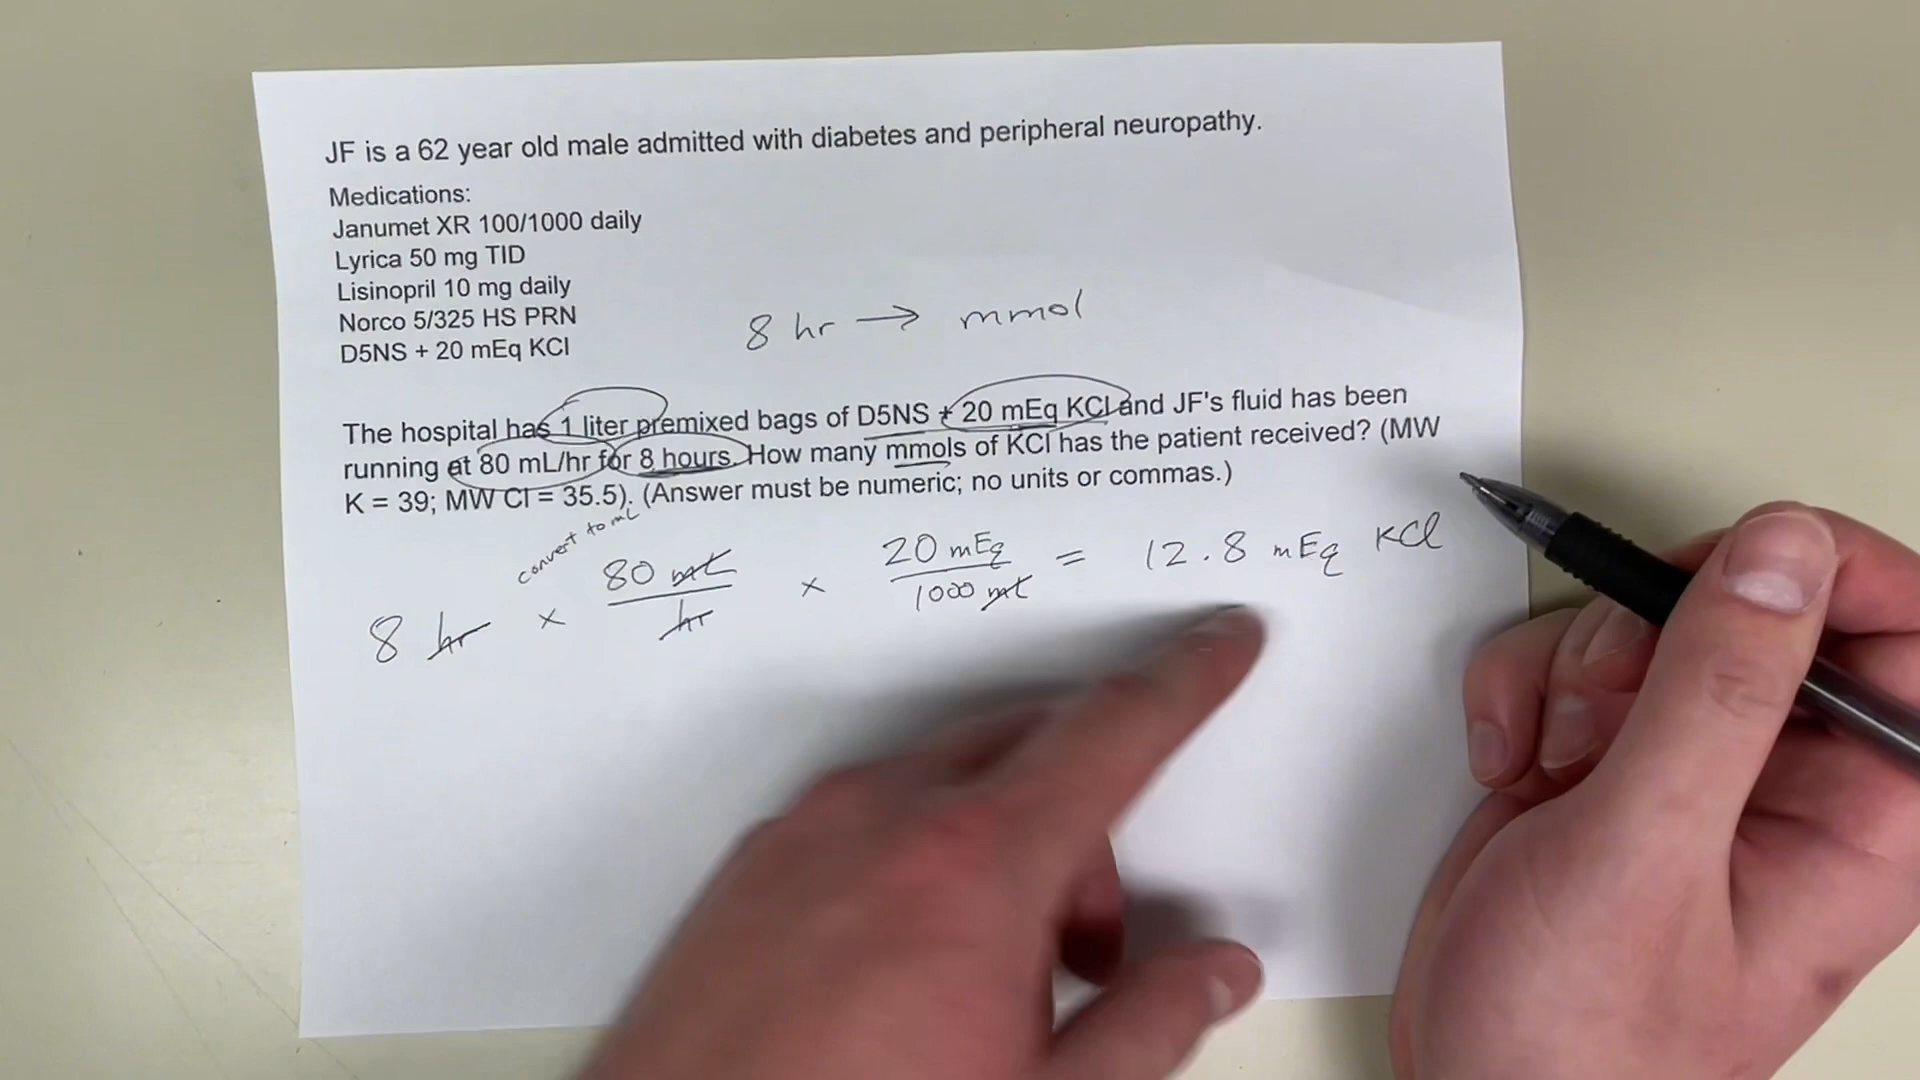 JF is a 62 year old male admitted with diabetes and peripheral neuropathy.
Medications:
Janumet XR 100/1000 daily
Lyrica 50 mg TID
Lisinopril 10 mg daily
Norco 5/325 HS PRN
D5NS + 20 mEq KCl
8 hr → mmol
The hospital has 1 liter premixed bags of D5NS + 20 mEq KCl and JF's fluid has been
running at 80 mL/hr for 8 hours. How many mmols of KCl has the patient received? (MW
K = 39; MW Cl = 35.5). (Answer must be numeric; no units or commas.)
convert to mL
8 hr × 80 mL/hr × 20 mEq/1000 mL = 12.8 mEq KCl